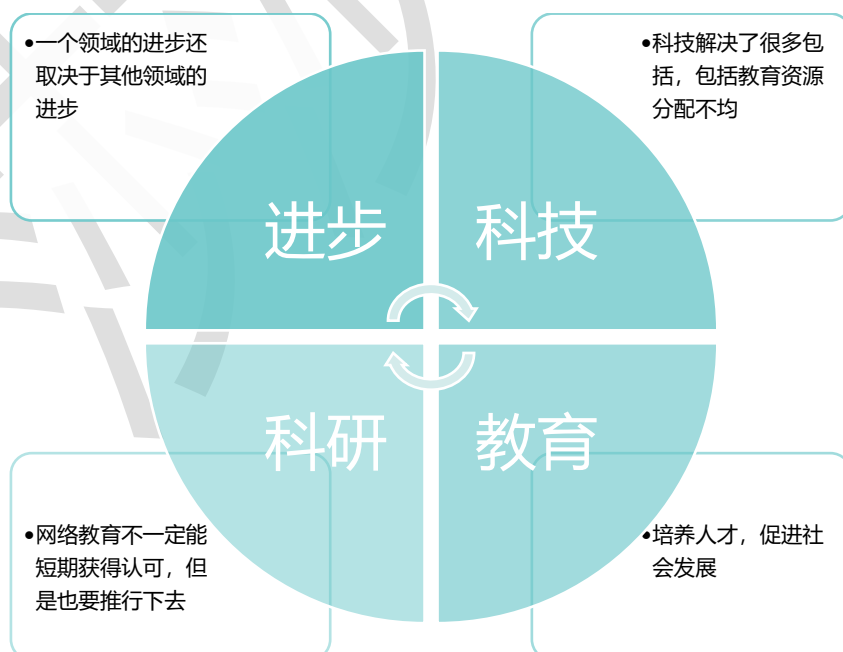 •一个领域的进步还
取决于其他领域的
进步
•科技解决了很多包
括，包括教育资源
分配不均
进步
科技
科研
教育
•网络教育不一定能
短期获得认可，但
是也要推行下去
•培养人才，促进社
会发展